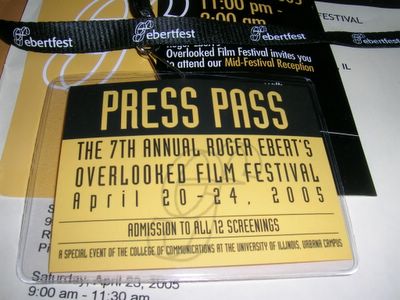 11:00 pm -
2:00 am
FESTIVAL
ebertfest
ebertfest
ebertfest
Overlooked Film Festival invites you
to attend our Mid-Festival Reception
IL
PRESS PASS
THE 7TH ANNUAL ROGER EBERT'S
OVERLOOKED FILM FESTIVAL
April 20-24, 2005
ADMISSION TO ALL 12 SCREENINGS
A SPECIAL EVENT OF THE COLLEGE OF COMMUNICATIONS AT THE UNIVERSITY OF ILLINOIS, URBANA CAMPUS
Saturday, April 23, 2005
9:00 am - 11:30 am